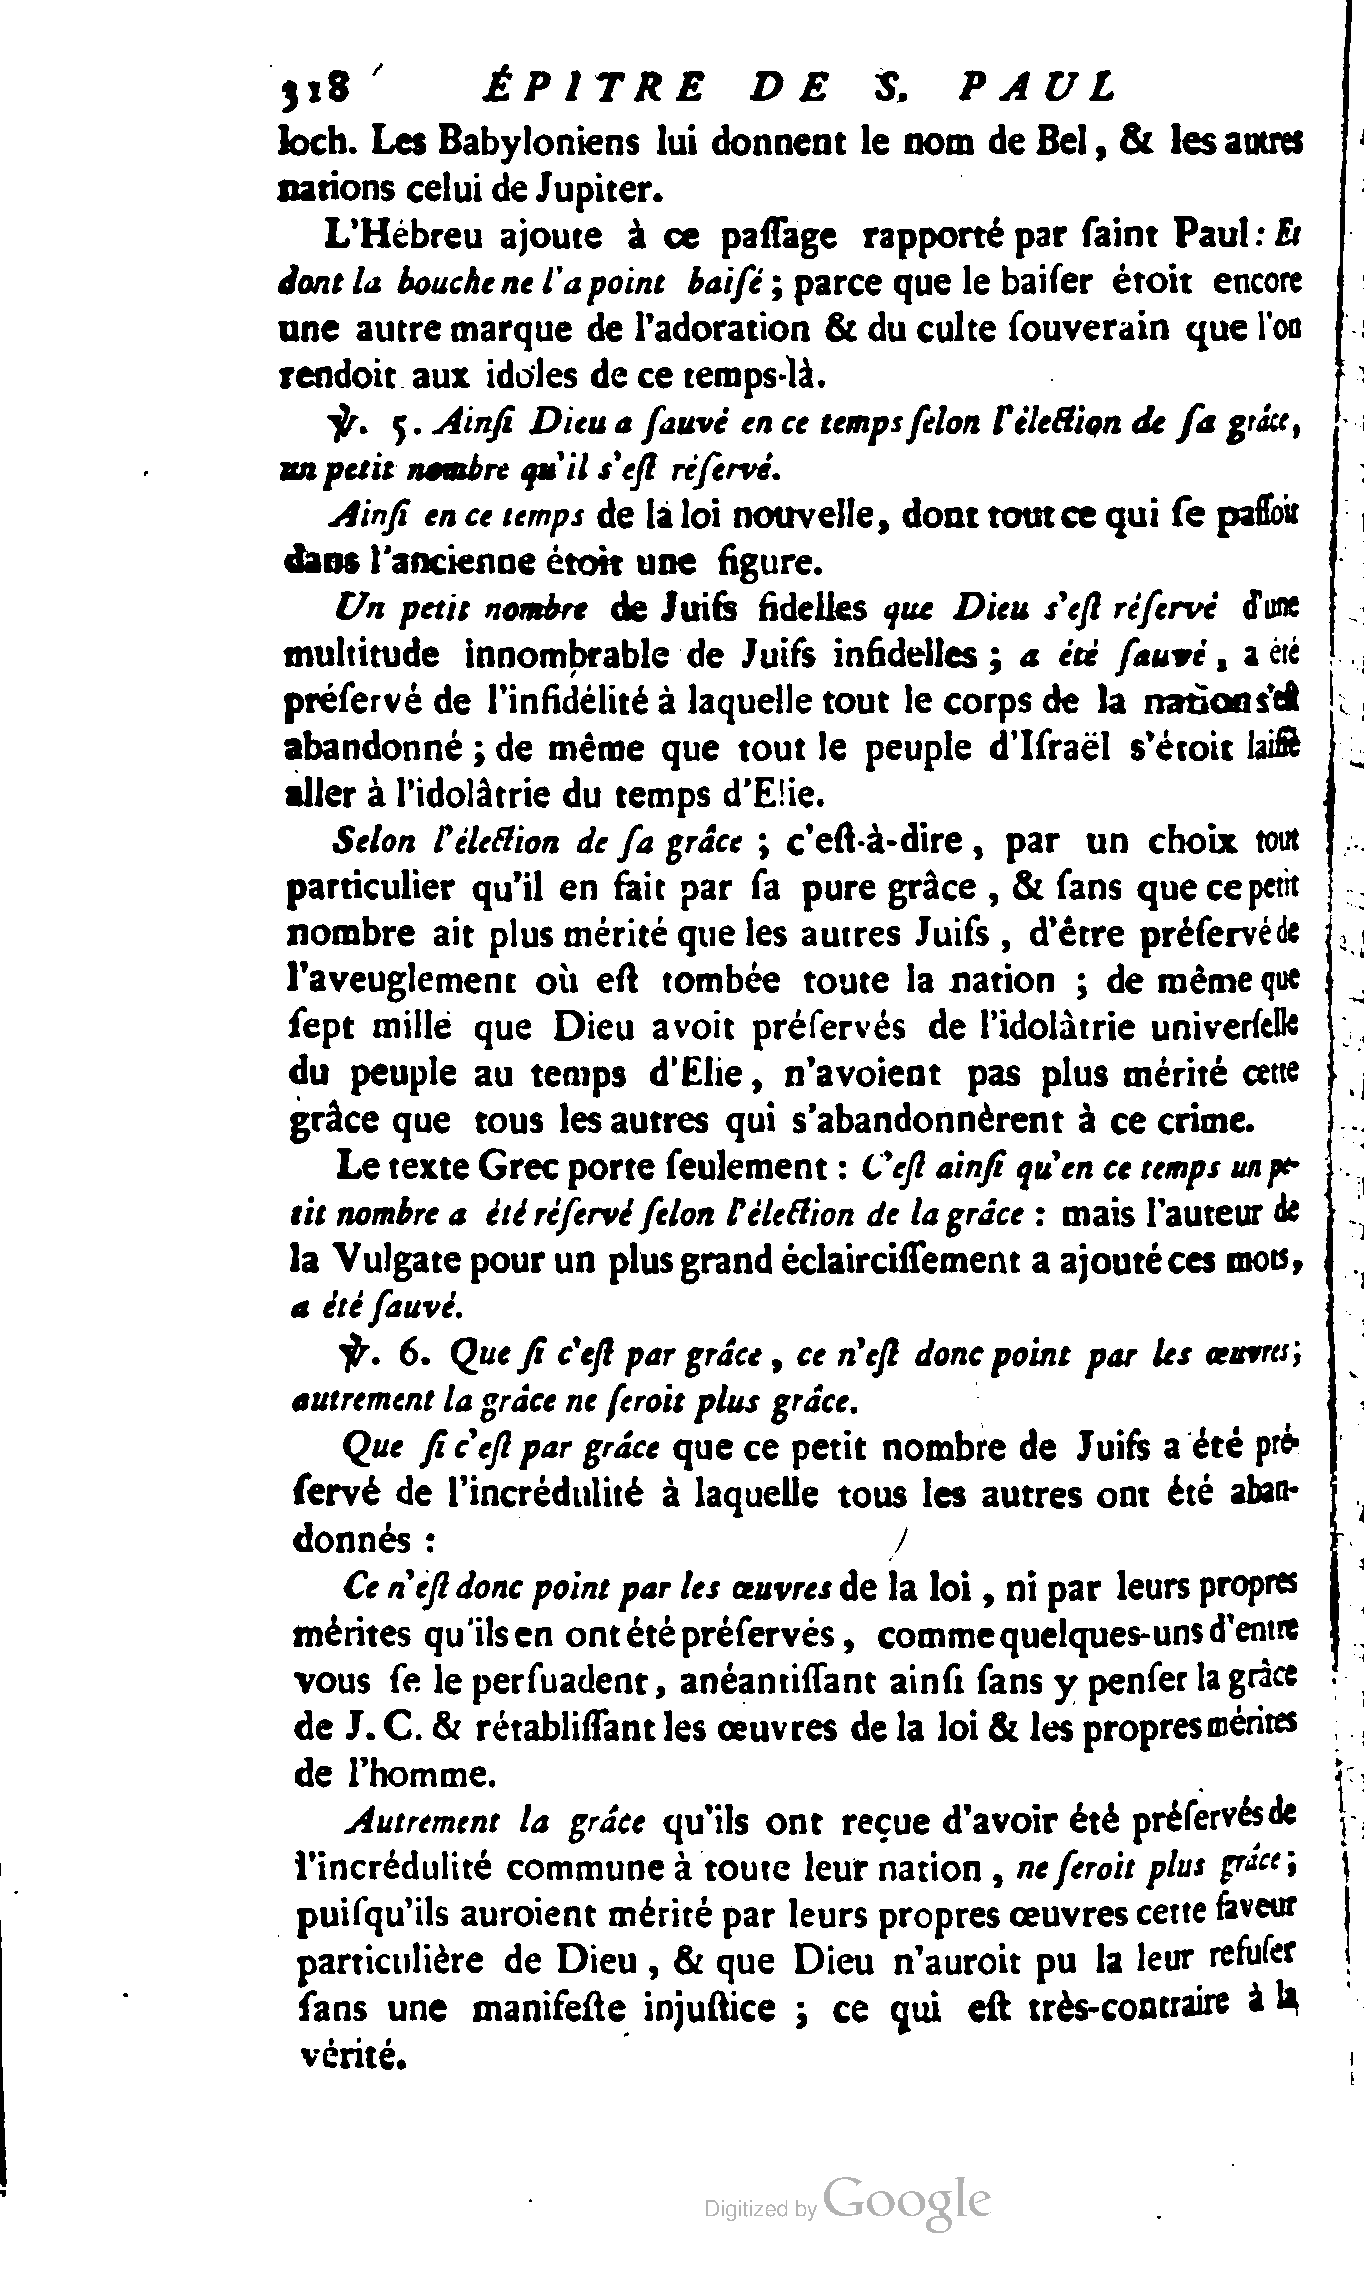 318 ÉPITRE DE S. PAUL
loch. Les Babyloniens lui donnent le nom de Bel, & les autres
nations celui de Jupiter.
L'Hébreu ajoute à ce paſſage rapporté par ſaint Paul: Et
dont la bouche ne l'a point baiſé ; parce que le baiſer étoit encore
une autre marque de l'adoration & du culte ſouverain que l'on
rendoit aux idoles de ce temps-là.
℣. 5. Ainſi Dieu a ſauvé en ce temps ſelon l'élection de ſa grâce,
un petit nombre qu'il s'eſt réſervé.
Ainſi en ce temps de la loi nouvelle, dont tout ce qui ſe paſſoit
dans l'ancienne étoit une figure.
Un petit nombre de Juifs fidelles que Dieu s'eſt réſervé d'une
multitude innombrable de Juifs infidelles ; a été ſauvé, a été
préſervé de l'infidélité à laquelle tout le corps de la nation s'eſt
abandonné ; de même que tout le peuple d'Iſraël s'étoit laiſſé
aller à l'idolâtrie du temps d'Elie.
Selon l'élection de ſa grâce ; c'eſt-à-dire, par un choix tout
particulier qu'il en fait par ſa pure grâce, & ſans que ce petit
nombre ait plus mérité que les autres Juifs, d'être préſervé de
l'aveuglement où eſt tombée toute la nation ; de même que
ſept mille que Dieu avoit préſervés de l'idolâtrie univerſelle
du peuple au temps d'Elie, n'avoient pas plus mérité cette
grâce que tous les autres qui s'abandonnèrent à ce crime.
Le texte Grec porte ſeulement : C'eſt ainſi qu'en ce temps un pe-
tit nombre a été réſervé ſelon l'élection de la grâce : mais l'auteur de
la Vulgate pour un plus grand éclairciſſement a ajouté ces mots,
a été ſauvé.
℣. 6. Que ſi c'eſt par grâce, ce n'eſt donc point par les œuvres;
autrement la grâce ne ſeroit plus grâce.
Que ſi c'eſt par grâce que ce petit nombre de Juifs a été pré-
ſervé de l'incrédulité à laquelle tous les autres ont été aban-
donnés :
Ce n'eſt donc point par les œuvres de la loi, ni par leurs propres
mérites qu'ils en ont été préſervés, comme quelques-uns d'entre
vous ſe le perſuadent, anéantiſſant ainſi ſans y penſer la grâce
de J. C. & rétabliſſant les œuvres de la loi & les propres mérites
de l'homme.
Autrement la grâce qu'ils ont reçue d'avoir été préſervés de
l'incrédulité commune à toute leur nation, ne ſeroit plus grâce;
puiſqu'ils auroient mérité par leurs propres œuvres cette faveur
particulière de Dieu, & que Dieu n'auroit pu la leur refuſer
ſans une manifeſte injuſtice ; ce qui eſt très-contraire à la
vérité.
Digitized by Google